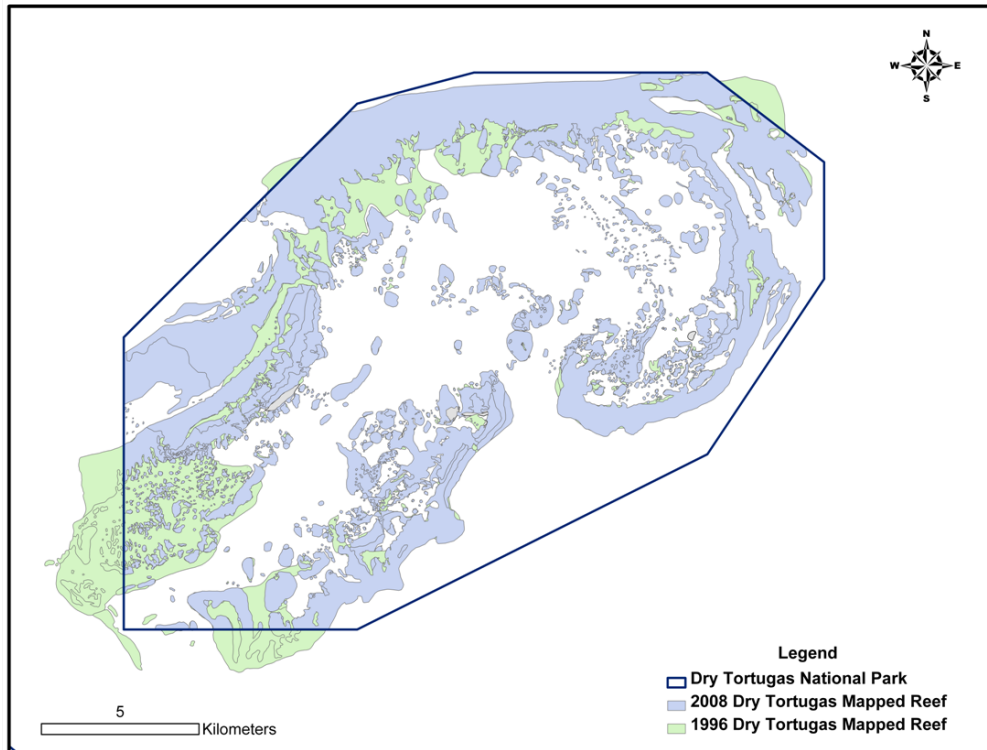 N
W E
S
Legend
Dry Tortugas National Park
2008 Dry Tortugas Mapped Reef
1996 Dry Tortugas Mapped Reef
5
Kilometers